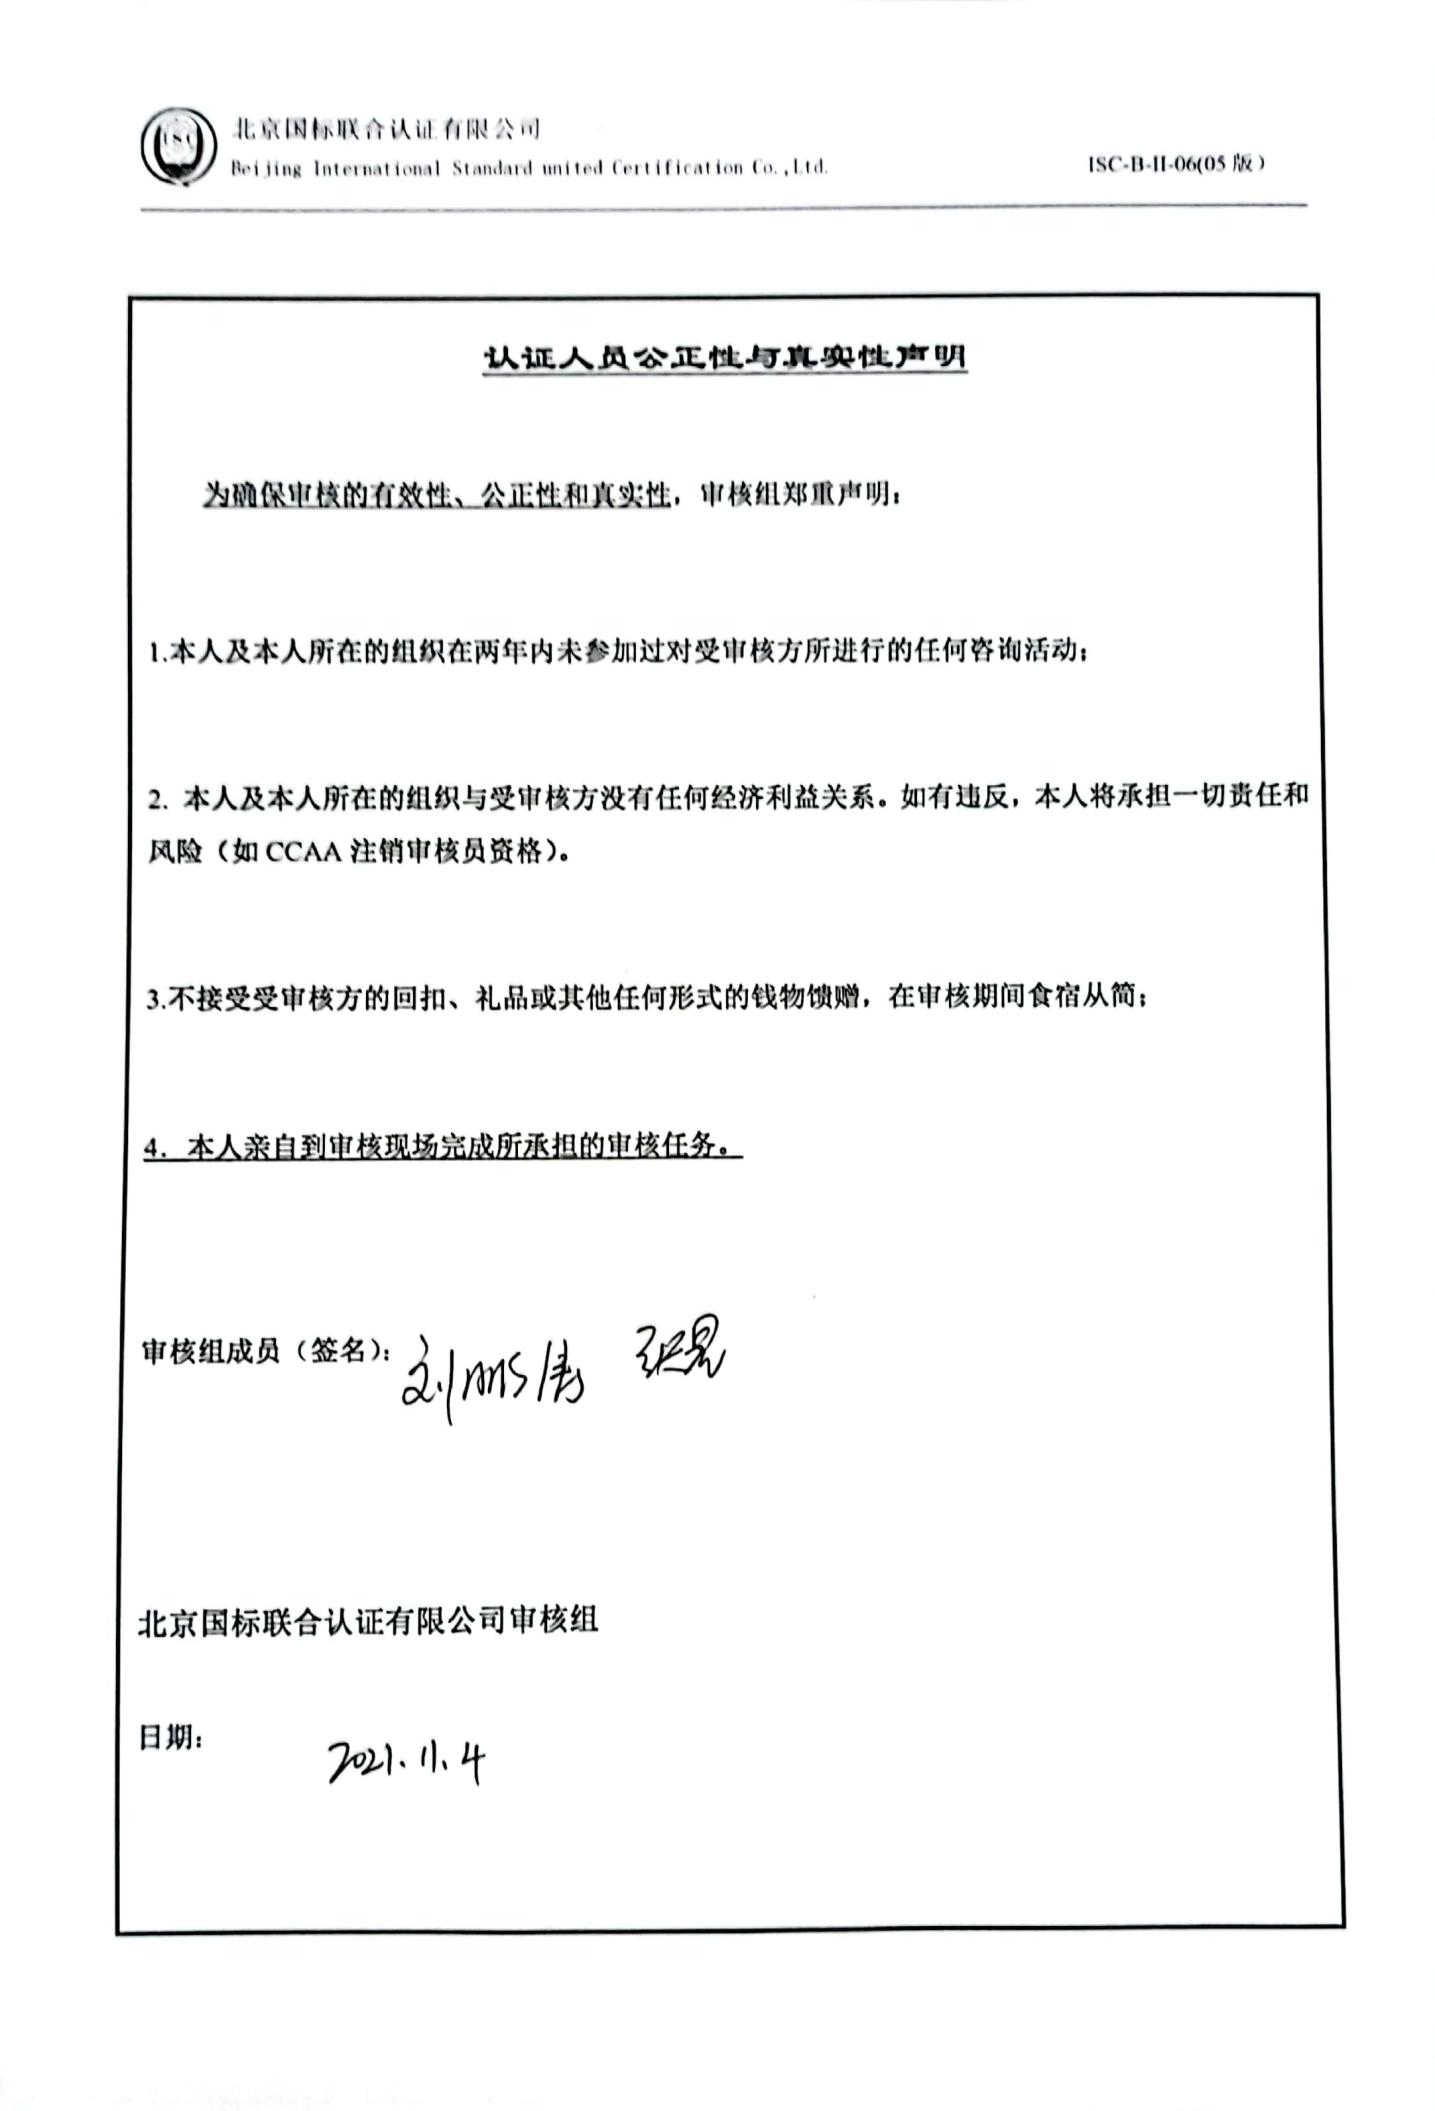 北京国标联合认证有限公司
Beijing International Standard united Certification Co.,Ltd.
ISC-B-II-06(05 版)
认证人员公正性与真实性声明
为确保审核的有效性、公正性和真实性，审核组郑重声明：
1.本人及本人所在的组织在两年内未参加过对受审核方所进行的任何咨询活动；
2. 本人及本人所在的组织与受审核方没有任何经济利益关系。如有违反，本人将承担一切责任和
风险（如 CCAA 注销审核员资格）。
3.不接受受审核方的回扣、礼品或其他任何形式的钱物馈赠，在审核期间食宿从简；
4．本人亲自到审核现场完成所承担的审核任务。
审核组成员（签名）： 刘鹏涛
北京国标联合认证有限公司审核组
日期：
2021.11.4